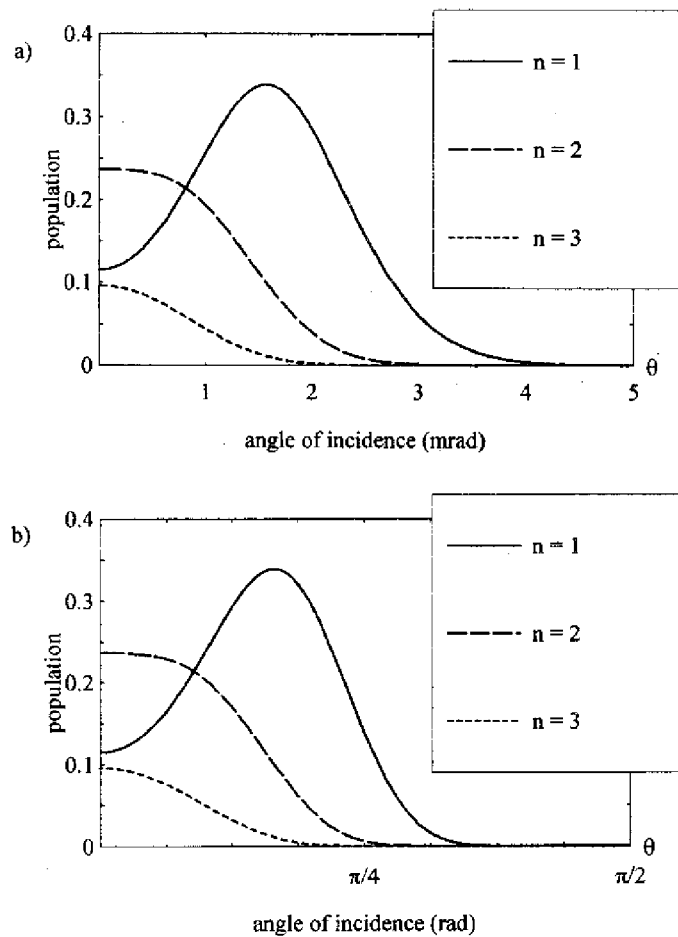 a)
population
0.4
0.3
0.2
0.1
0
1 2 3 4 5
θ
angle of incidence (mrad)
n = 1
n = 2
n = 3
b)
population
0.4
0.3
0.2
0.1
0
π/4 π/2
θ
angle of incidence (rad)
n = 1
n = 2
n = 3